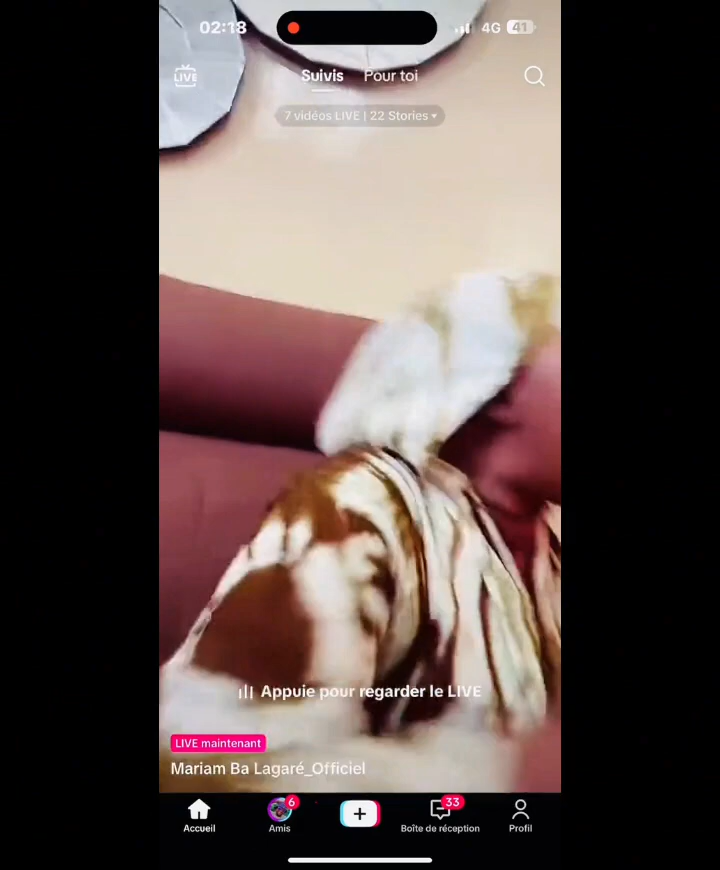 02:18
4G 41
LIVE
Suivis Pour toi
7 vidéos LIVE | 22 Stories
Appuie pour regarder le LIVE
LIVE maintenant
Mariam Ba Lagaré_Officiel
6
33
Accueil
Amis
Boîte de réception
Profil